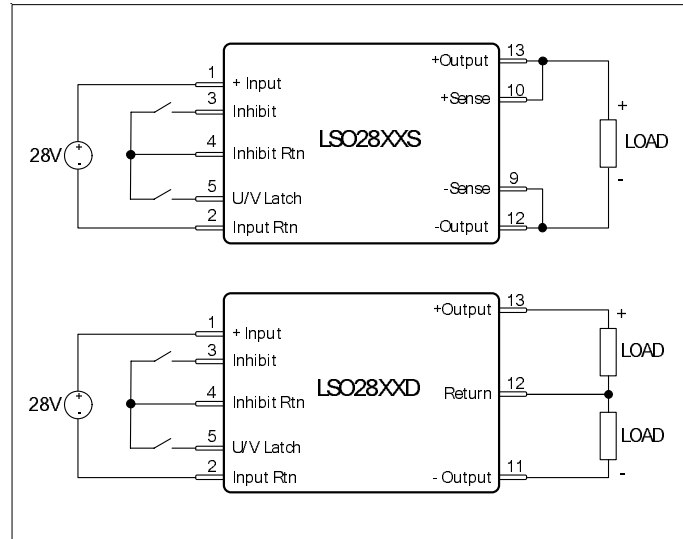 +Output 13
1 + Input
+Sense 10
3 Inhibit
LSO28XXS
+
LOAD
-
28V
+
-
4 Inhibit Rtn
-Sense 9
5 U/V Latch
2 Input Rtn
-Output 12
+Output 13
1 + Input
+
LOAD
3 Inhibit
LSO28XXD
28V
+
-
4 Inhibit Rtn
Return 12
LOAD
-
5 U/V Latch
2 Input Rtn
- Output 11